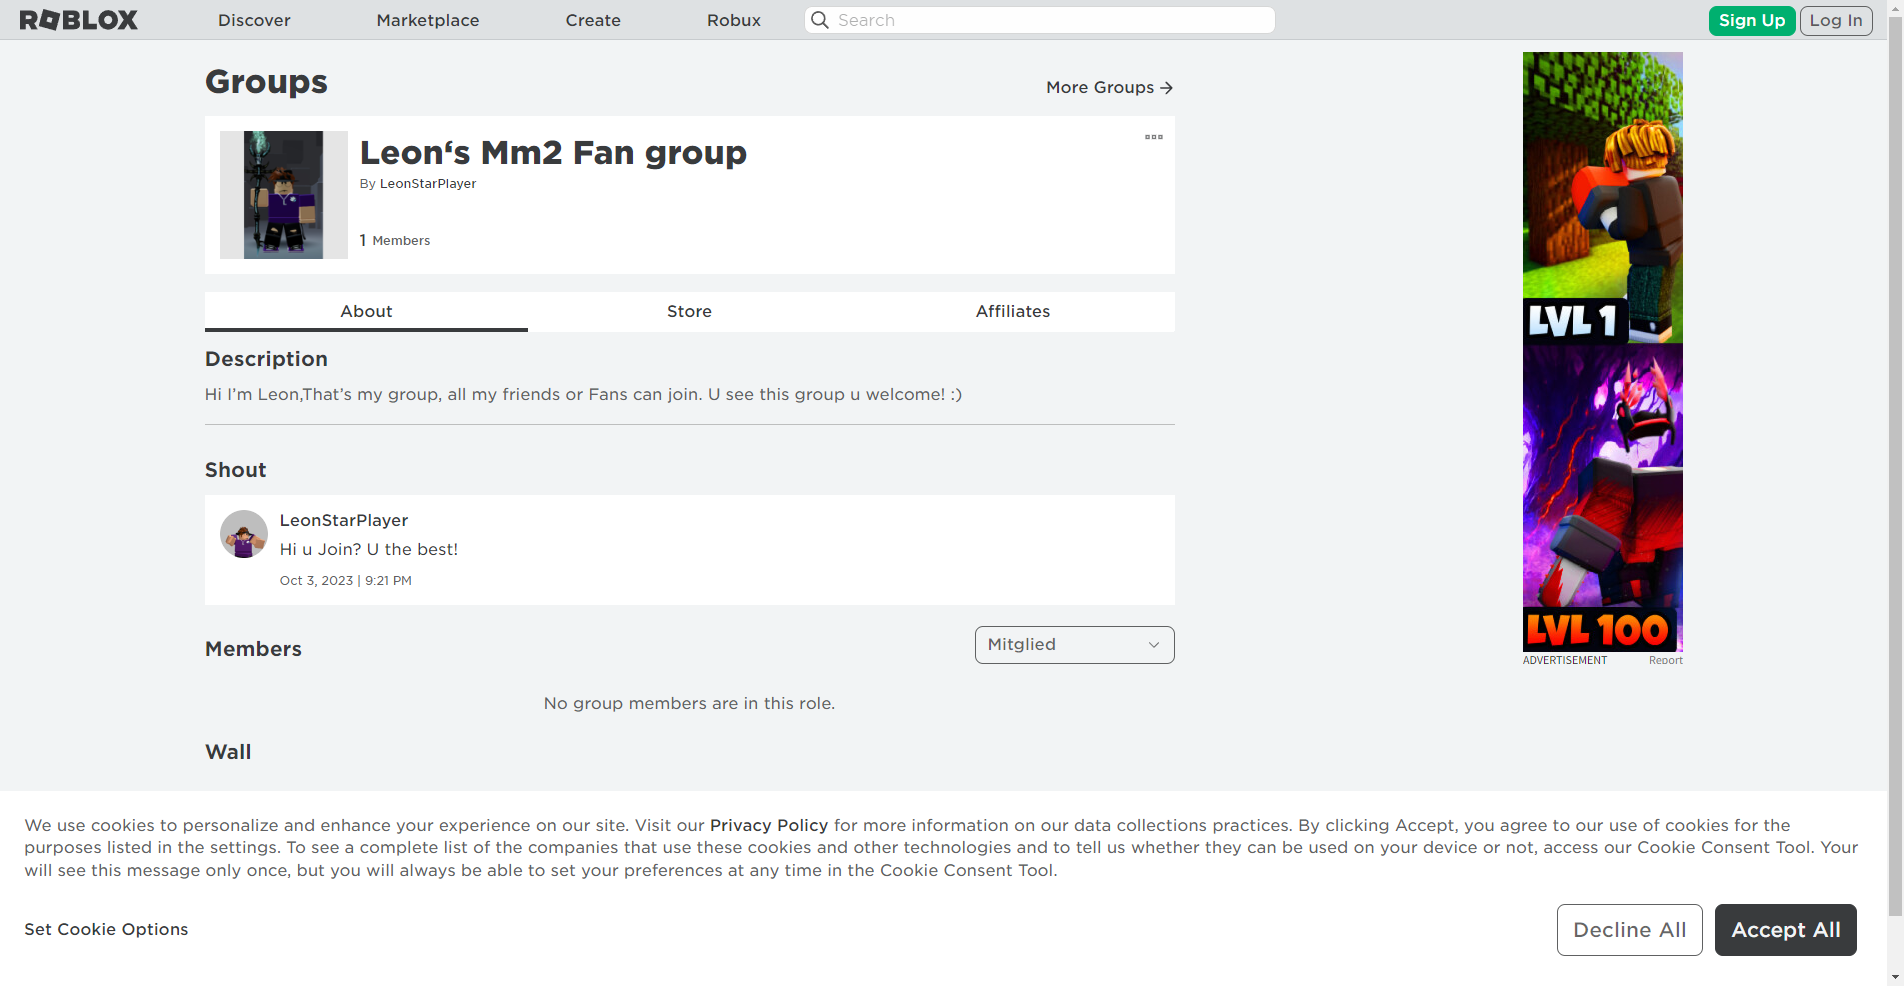 ROBLOX
Discover
Marketplace
Create
Robux
Search
Sign Up
Log In
Groups
More Groups →
Leon‘s Mm2 Fan group
By LeonStarPlayer
1 Members
About
Store
Affiliates
Description
Hi I’m Leon,That’s my group, all my friends or Fans can join. U see this group u welcome! :)
Shout
LeonStarPlayer
Hi u Join? U the best!
Oct 3, 2023 | 9:21 PM
Members
Mitglied
No group members are in this role.
Wall
LVL 1
LVL 100
ADVERTISEMENT
Report
We use cookies to personalize and enhance your experience on our site. Visit our Privacy Policy for more information on our data collections practices. By clicking Accept, you agree to our use of cookies for the
purposes listed in the settings. To see a complete list of the companies that use these cookies and other technologies and to tell us whether they can be used on your device or not, access our Cookie Consent Tool. Your
will see this message only once, but you will always be able to set your preferences at any time in the Cookie Consent Tool.
Set Cookie Options
Decline All
Accept All